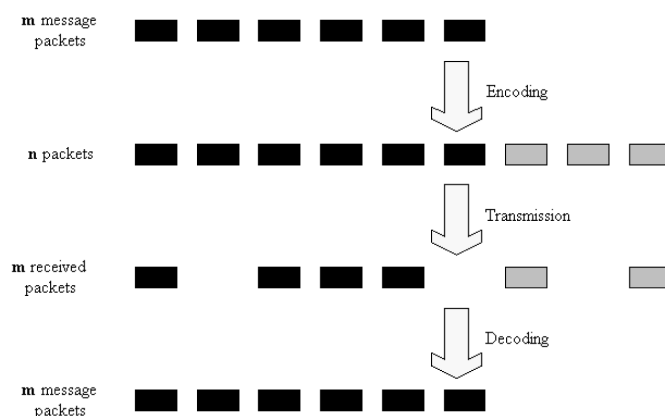 m message
packets
Encoding
n packets
Transmission
m received
packets
Decoding
m message
packets